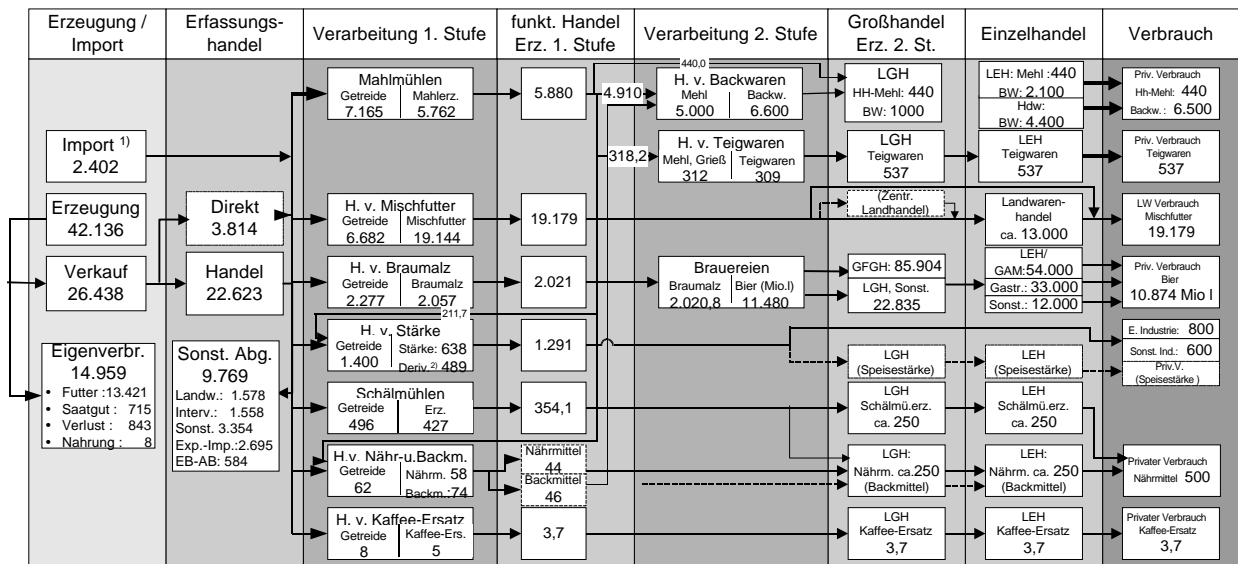 Erzeugung /
Import
Erfassungs-
handel
Verarbeitung 1. Stufe
funkt. Handel
Erz. 1. Stufe
Verarbeitung 2. Stufe
Großhandel
Erz. 2. St.
Einzelhandel
Verbrauch
Import 1)
2.402
Erzeugung
42.136
Verkauf
26.438
Eigenverbr.
14.959
• Futter :13.421
• Saatgut : 715
• Verlust : 843
• Nahrung : 8
Direkt
3.814
Handel
22.623
Sonst. Abg.
9.769
Landw.: 1.578
Interv.: 1.558
Sonst. 3.354
Exp.-Imp.:2.695
EB-AB: 584
Mahlmühlen
Getreide Mahlerz.
7.165 5.762
H. v. Mischfutter
Getreide Mischfutter
6.682 19.144
H. v. Braumalz
Getreide Braumalz
2.277 2.057
211,7
H. v. Stärke
Getreide Stärke: 638
1.400 Deriv.2) 489
Schälmühlen
Getreide Erz.
496 427
H.v. Nähr-u.Backm.
Getreide Nährm. 58
62 Backm.:74
H. v. Kaffee-Ersatz
Getreide Kaffee-Ers.
8 5
5.880
19.179
2.021
1.291
354,1
Nährmittel
44
Backmittel
46
3,7
440,0
4.910
318,2
H. v. Backwaren
Mehl Backw.
5.000 6.600
H. v. Teigwaren
Mehl, Grieß Teigwaren
312 309
Brauereien
Braumalz Bier (Mio.l)
2.020,8 11.480
LGH
HH-Mehl: 440
BW: 1000
LGH
Teigwaren
537
(Zentr.
Landhandel)
GFGH: 85.904
LGH, Sonst.
22.835
LGH
(Speisestärke)
LGH
Schälmü.erz.
ca. 250
LGH:
Nährm. ca.250
(Backmittel)
LGH
Kaffee-Ersatz
3,7
LEH: Mehl :440
BW: 2.100
Hdw:
BW: 4.400
LEH
Teigwaren
537
Landwaren-
handel
ca. 13.000
LEH/
GAM:54.000
Gastr.: 33.000
Sonst.: 12.000
LEH
(Speisestärke)
LEH
Schälmü.erz.
ca. 250
LEH:
Nährm. ca. 250
(Backmittel)
LEH
Kaffee-Ersatz
3,7
Priv. Verbrauch
Hh-Mehl: 440
Backw. : 6.500
Priv. Verbrauch
Teigwaren
537
LW Verbrauch
Mischfutter
19.179
Priv. Verbrauch
Bier
10.874 Mio l
E. Industrie: 800
Sonst. Ind.: 600
Priv.V.
(Speisestärke )
Privater Verbrauch
Nährmittel 500
Privater Verbrauch
Kaffee-Ersatz
3,7